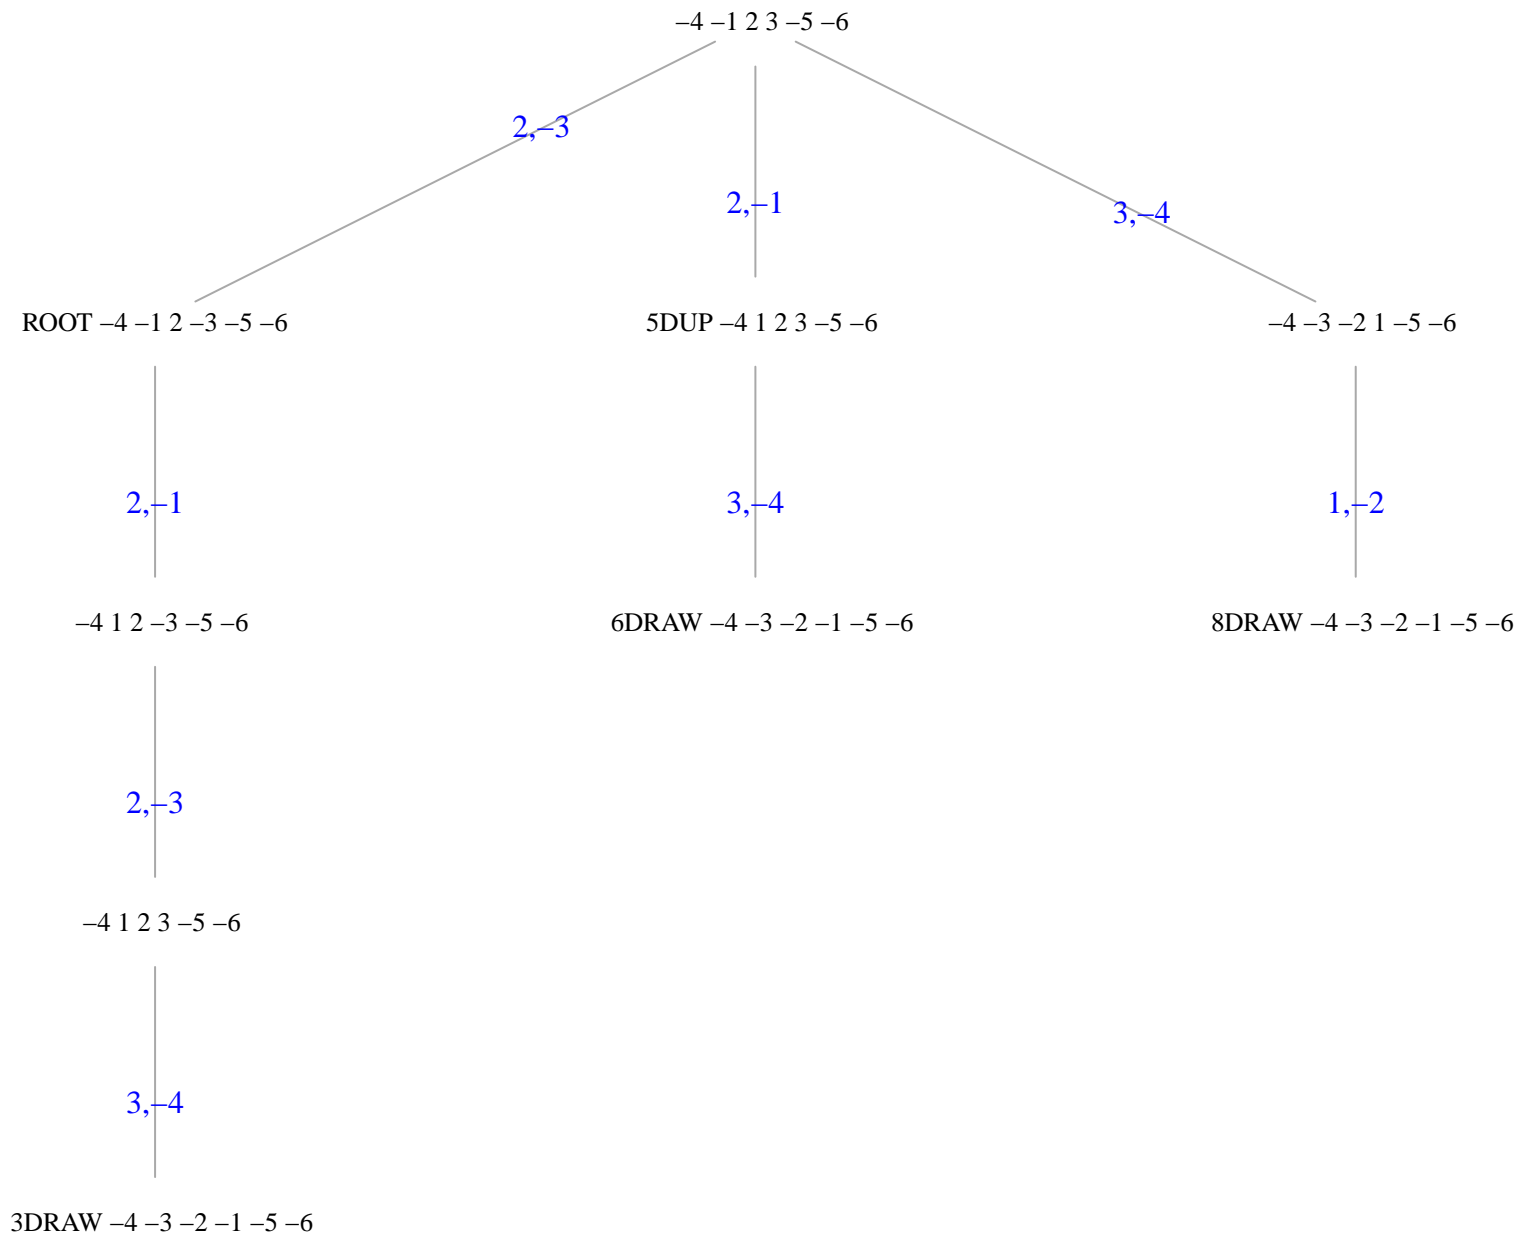 –4 –1 2 3 –5 –6
2,–3
2,–1
3,–4
ROOT –4 –1 2 –3 –5 –6
5DUP –4 1 2 3 –5 –6
–4 –3 –2 1 –5 –6
2,–1
3,–4
1,–2
–4 1 2 –3 –5 –6
6DRAW –4 –3 –2 –1 –5 –6
8DRAW –4 –3 –2 –1 –5 –6
2,–3
–4 1 2 3 –5 –6
3,–4
3DRAW –4 –3 –2 –1 –5 –6